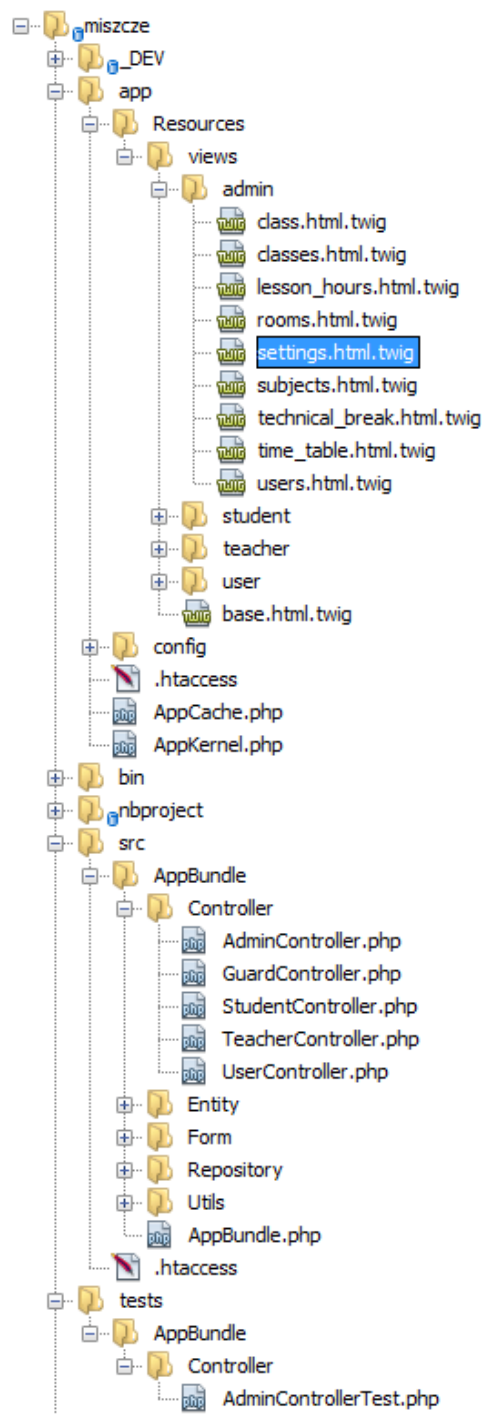 miszcze
_DEV
app
Resources
views
admin
class.html.twig
classes.html.twig
lesson_hours.html.twig
rooms.html.twig
settings.html.twig
subjects.html.twig
technical_break.html.twig
time_table.html.twig
users.html.twig
student
teacher
user
base.html.twig
config
.htaccess
AppCache.php
AppKernel.php
bin
nbproject
src
AppBundle
Controller
AdminController.php
GuardController.php
StudentController.php
TeacherController.php
UserController.php
Entity
Form
Repository
Utils
AppBundle.php
.htaccess
tests
AppBundle
Controller
AdminControllerTest.php